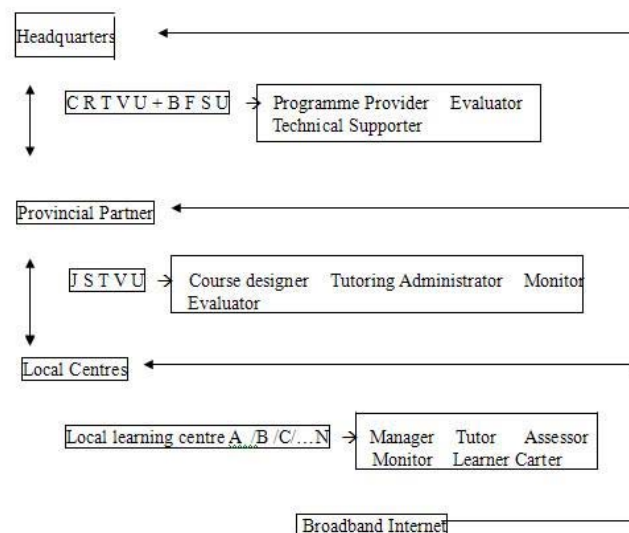 Headquarters
C R T V U + B F S U → Programme Provider Evaluator
Technical Supporter
Provincial Partner
J S T V U → Course designer Tutoring Administrator Monitor
Evaluator
Local Centres
Local learning centre A /B /C/…N → Manager Tutor Assessor
Monitor Learner Carter
Broadband Internet